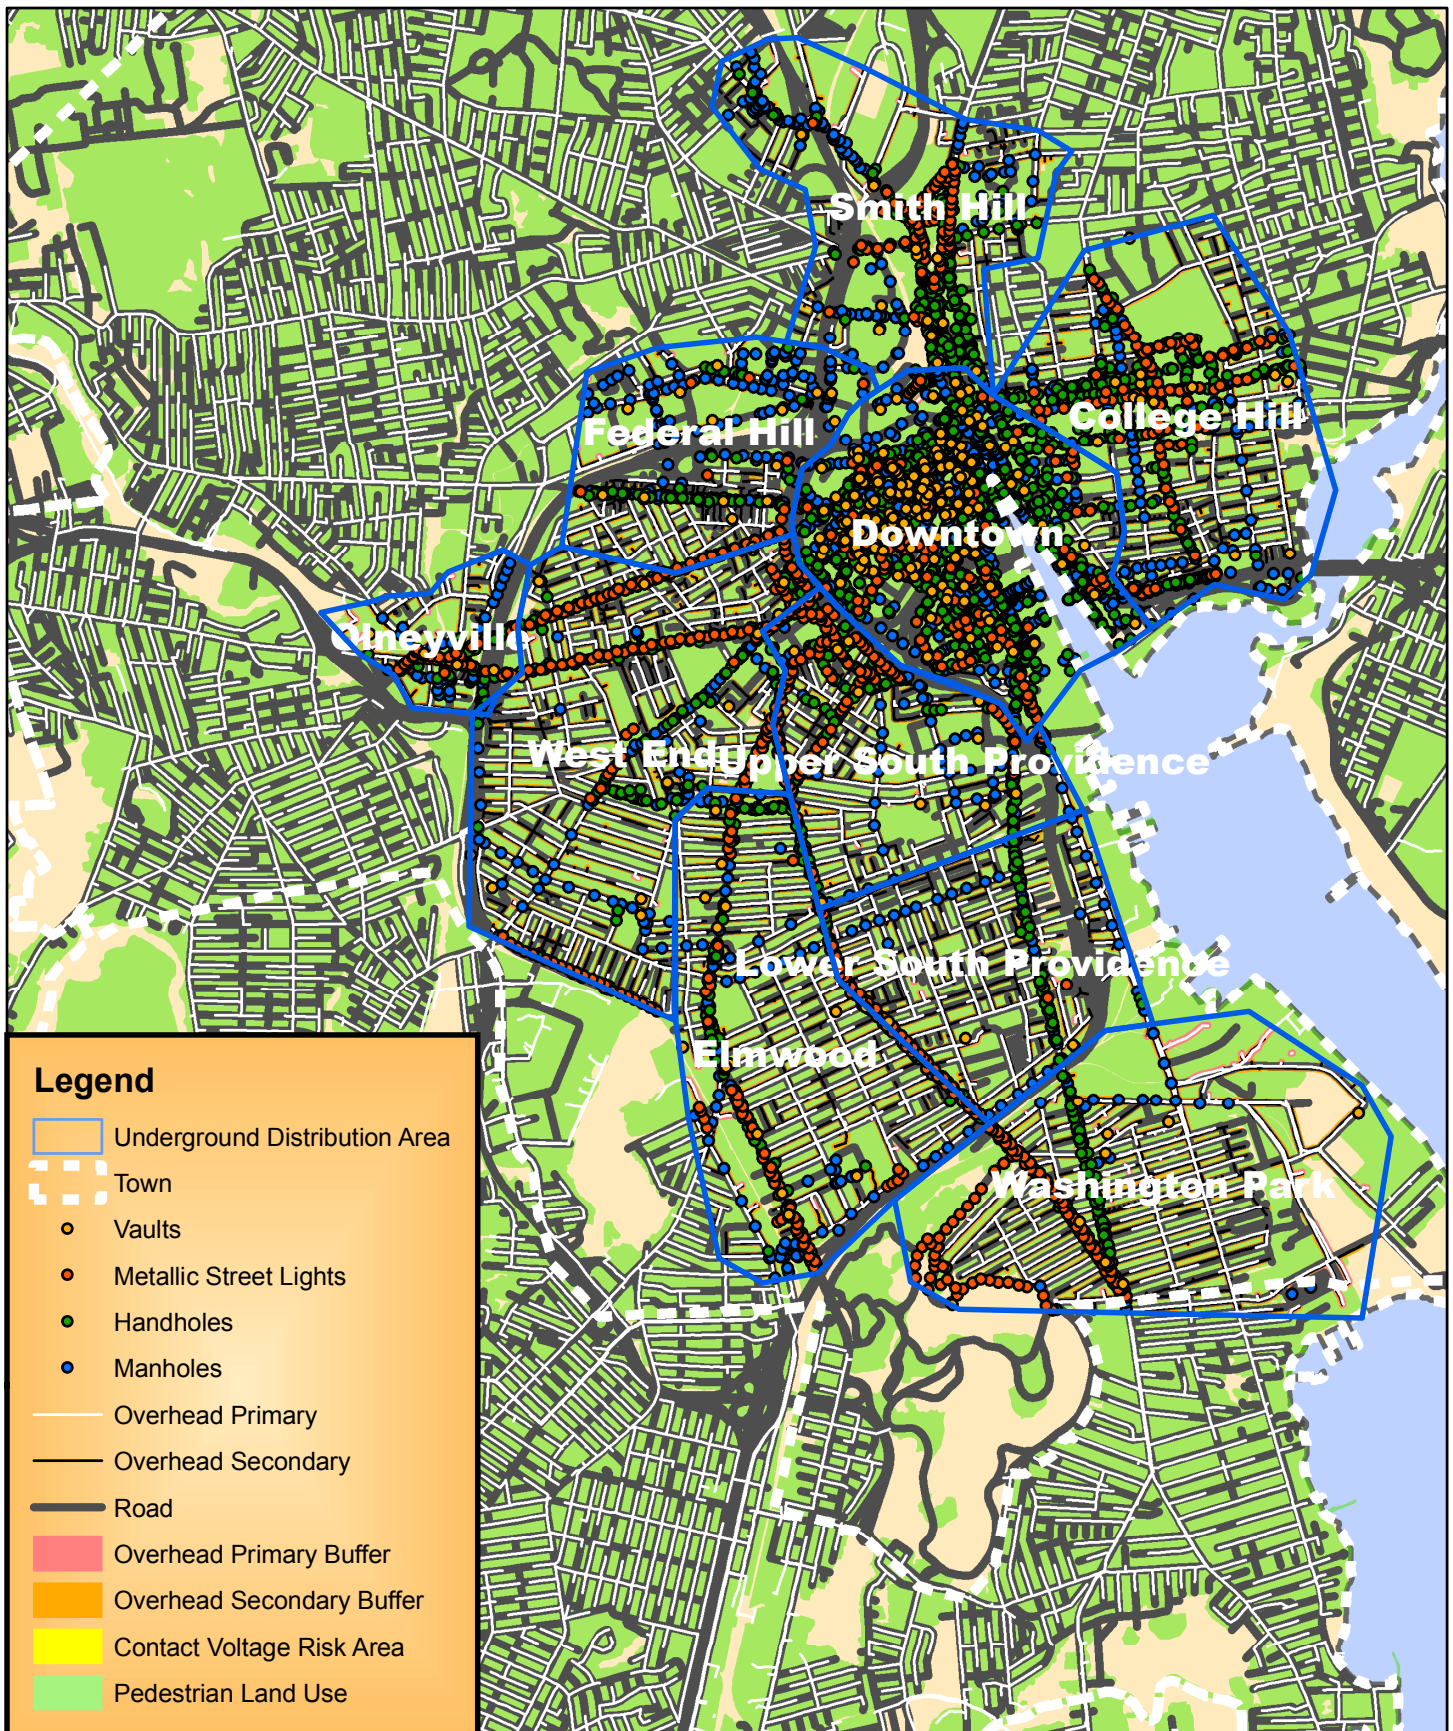 Smith Hill
College Hill
Federal Hill
Downtown
Olneyville
West End
Upper South Providence
Lower South Providence
Elmwood
Washington Park
Legend
Underground Distribution Area
Town
Vaults
Metallic Street Lights
Handholes
Manholes
Overhead Primary
Overhead Secondary
Road
Overhead Primary Buffer
Overhead Secondary Buffer
Contact Voltage Risk Area
Pedestrian Land Use